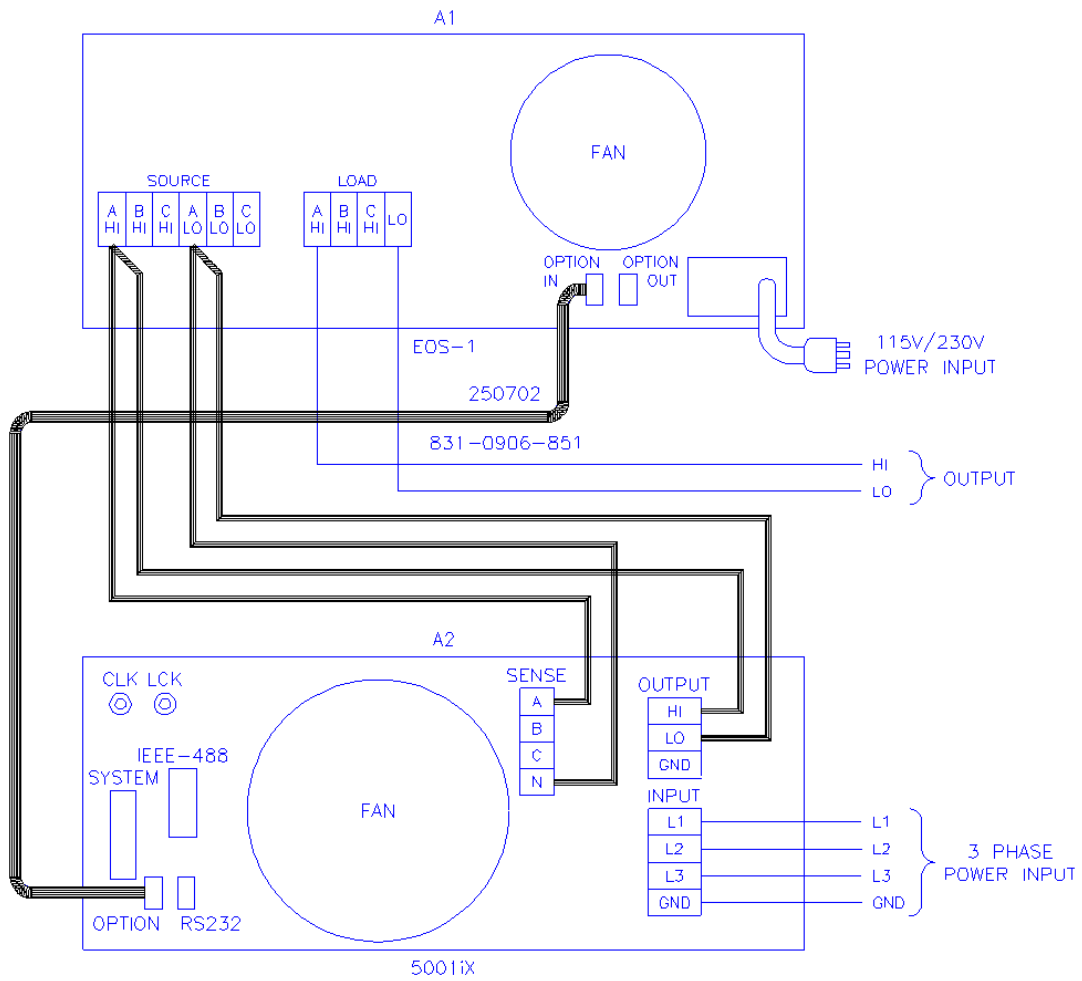 A1
FAN
SOURCE
LOAD
A HI
B HI
C HI
A LO
B LO
C LO
A HI
B HI
C HI
LO
OPTION IN
OPTION OUT
EOS-1
115V/230V
POWER INPUT
250702
831-0906-851
HI
LO
OUTPUT
A2
CLK LCK
SENSE
A
B
C
N
OUTPUT
HI
LO
GND
IEEE-488
SYSTEM
FAN
INPUT
L1
L2
L3
GND
L1
L2
L3
GND
3 PHASE
POWER INPUT
OPTION
RS232
5001iX